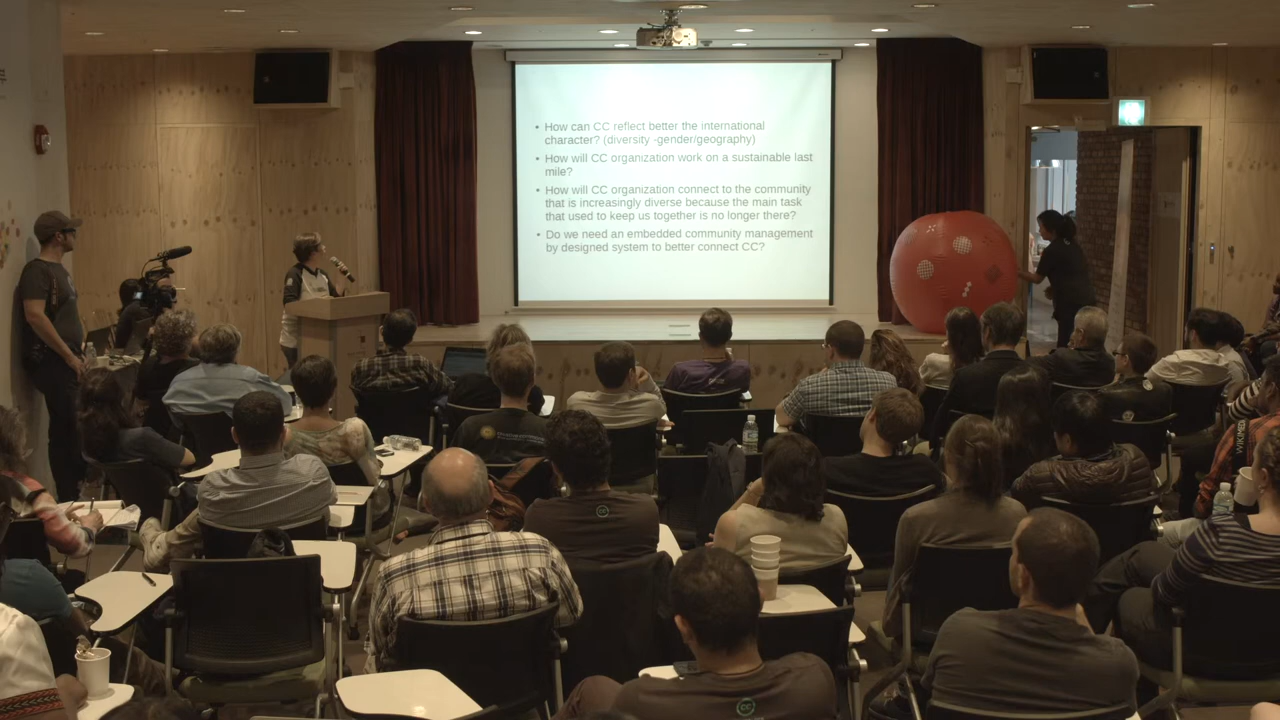 • How can CC reflect better the international
character? (diversity -gender/geography)
• How will CC organization work on a sustainable last
mile?
• How will CC organization connect to the community
that is increasingly diverse because the main task
that used to keep us together is no longer there?
• Do we need an embedded community management
by designed system to better connect CC?
WIKIMED
cc
cc